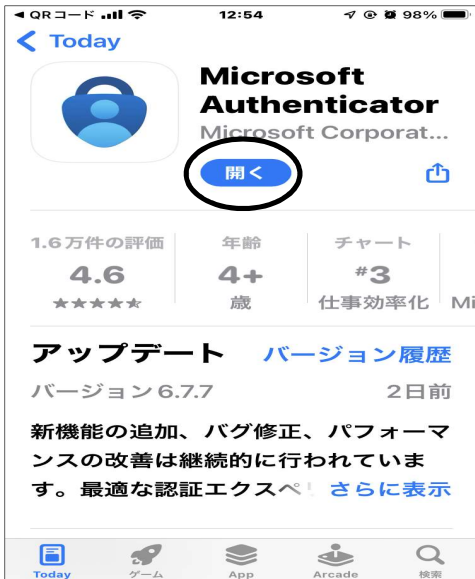 ◀ QRコード 12:54 98%
Today
Microsoft
Authenticator
Microsoft Corporat...
開く
1.6万件の評価 年齢 チャート
4.6 4+ #3
★★★★★ 歳 仕事効率化 Mi
アップデート バージョン履歴
バージョン 6.7.7 2日前
新機能の追加、バグ修正、パフォーマ
ンスの改善は継続的に行われていま
す。最適な認証エクスペ さらに表示
Today ゲーム App Arcade 検索